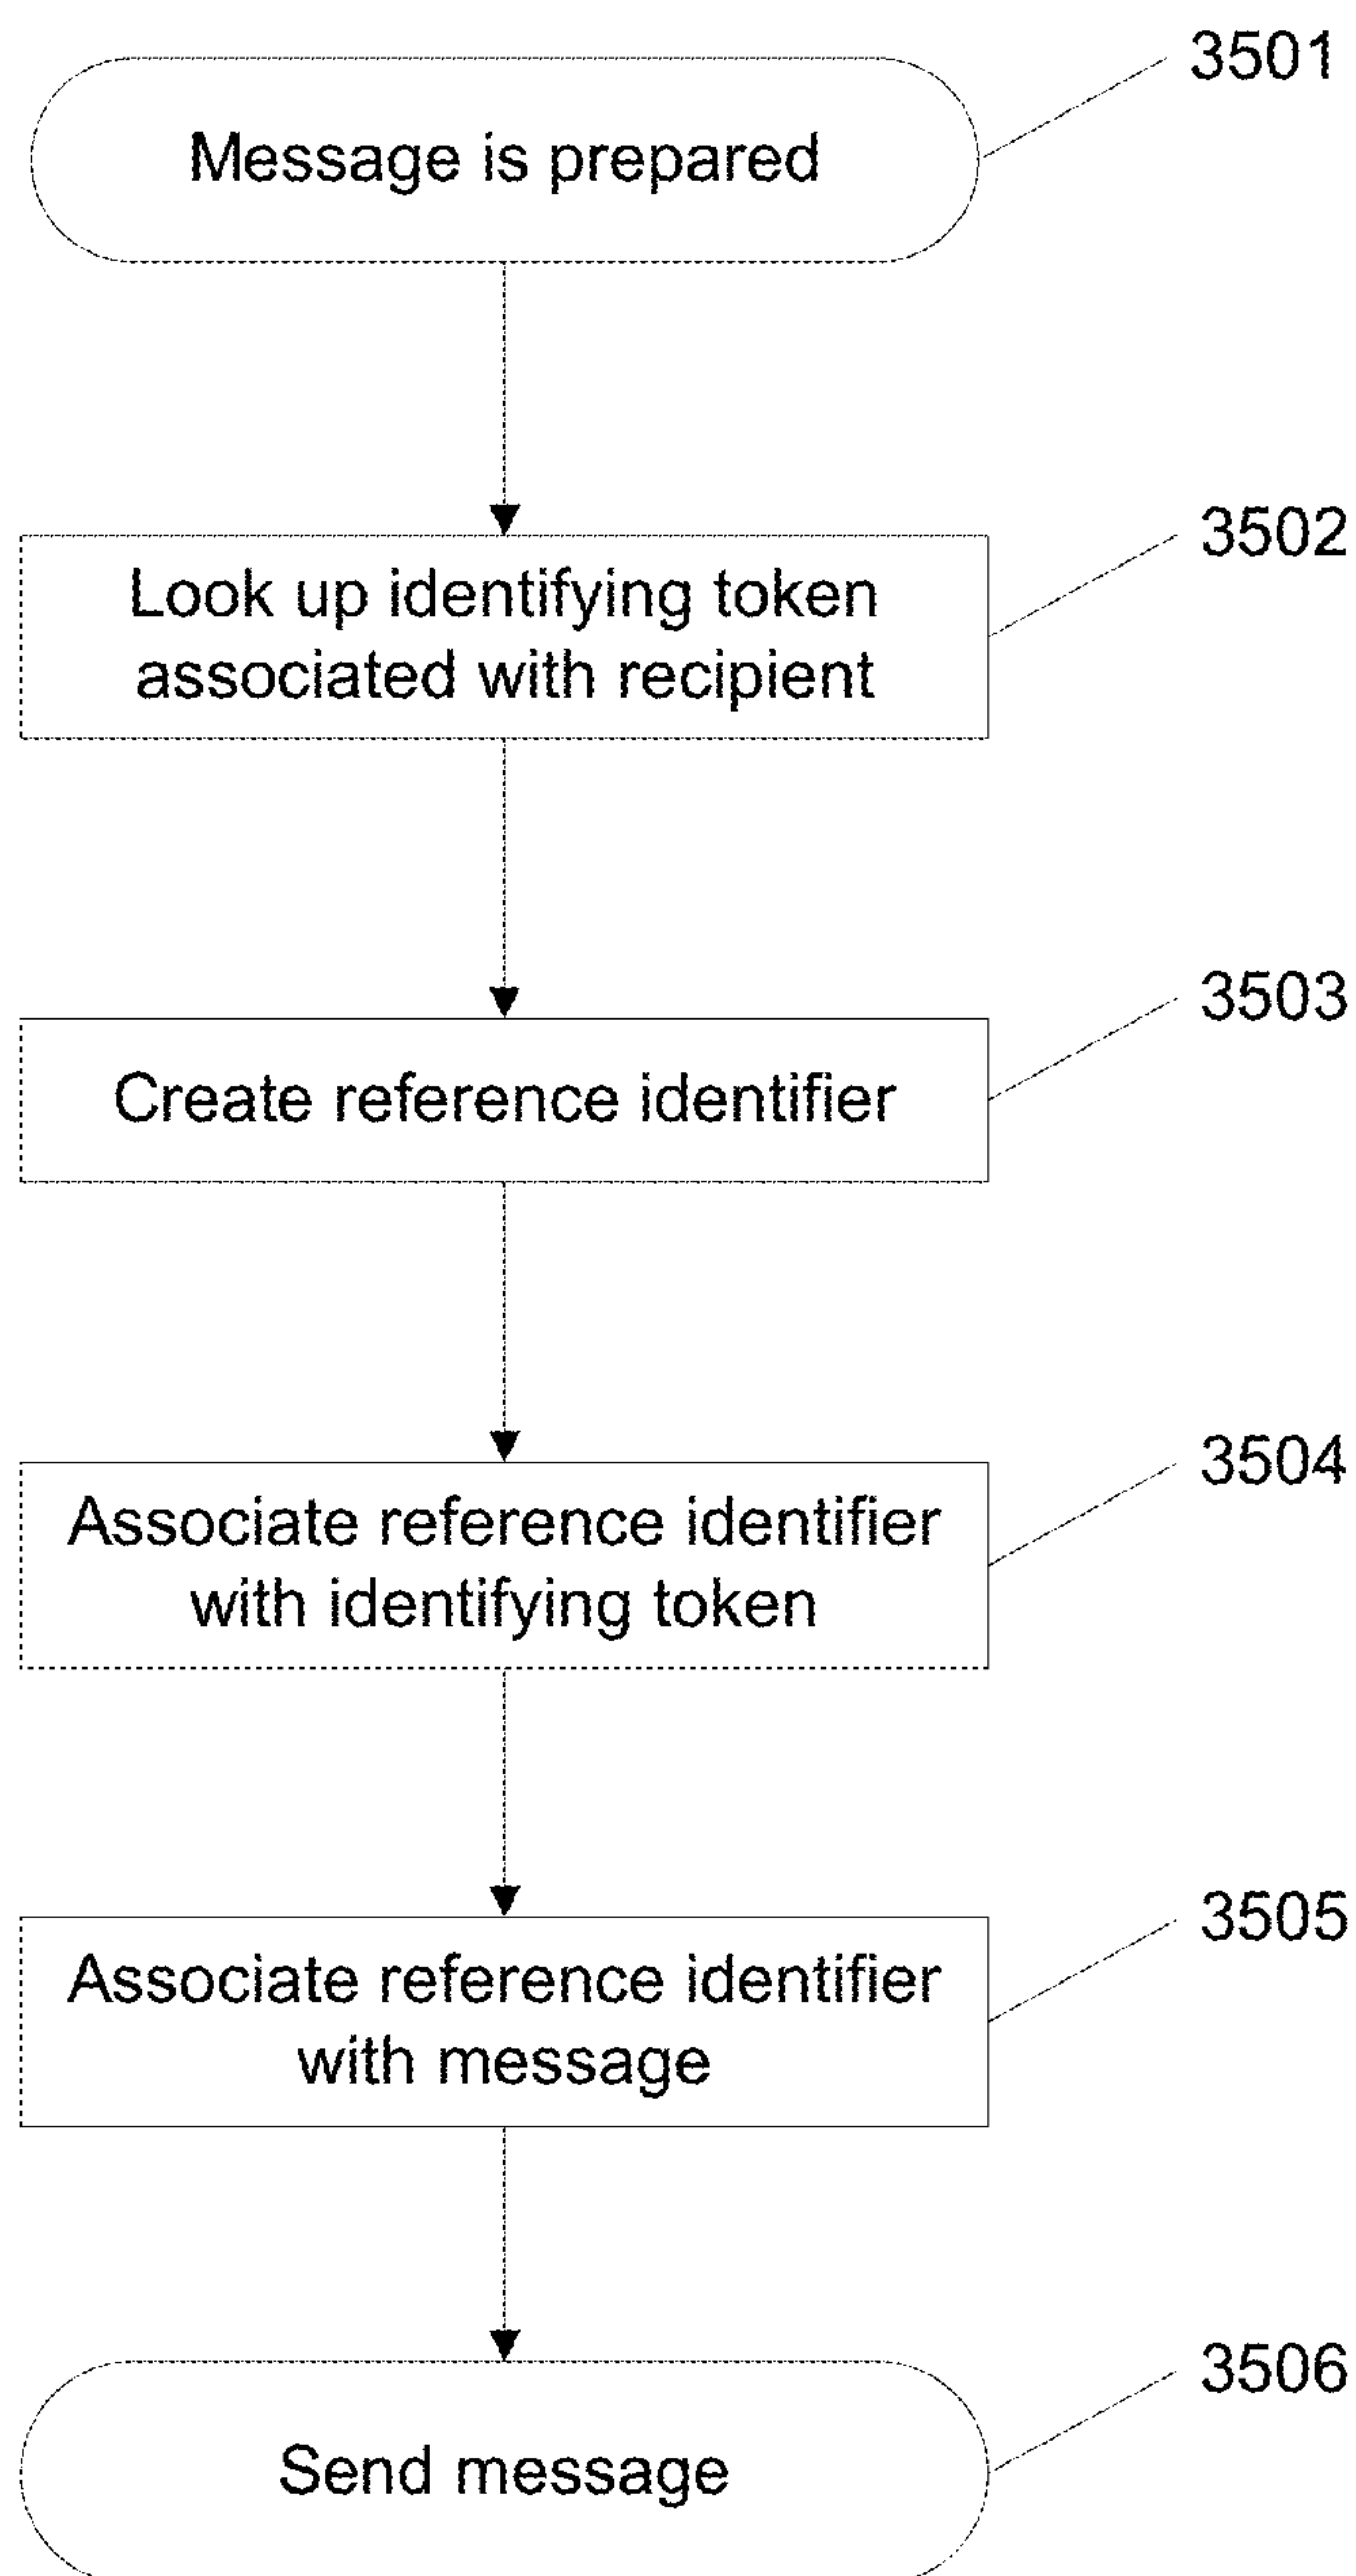 3501
Message is prepared
3502
Look up identifying token
associated with recipient
3503
Create reference identifier
3504
Associate reference identifier
with identifying token
3505
Associate reference identifier
with message
3506
Send message